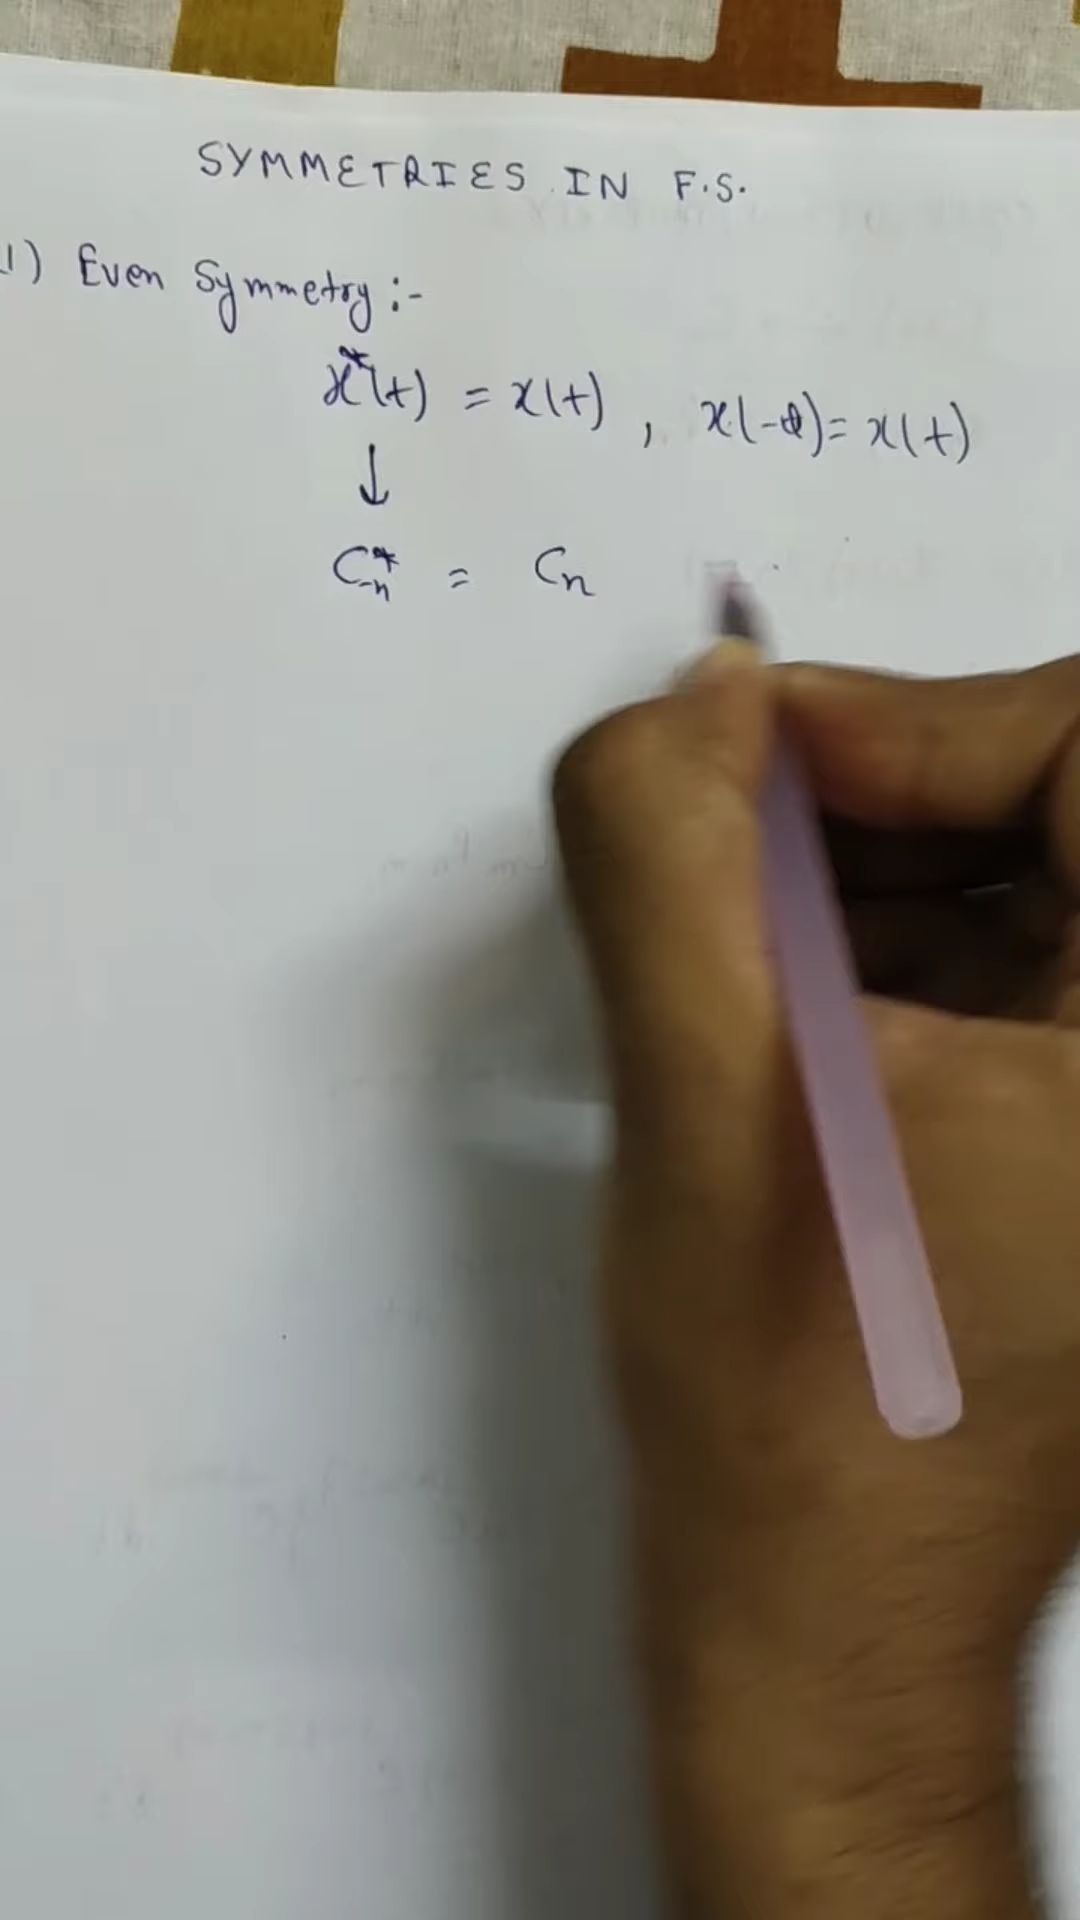 SYMMETRIES IN F.S.
1) Even Symmetry :-
x*(t) = x(t) , x(-t) = x(t)
↓
C*-n = Cn